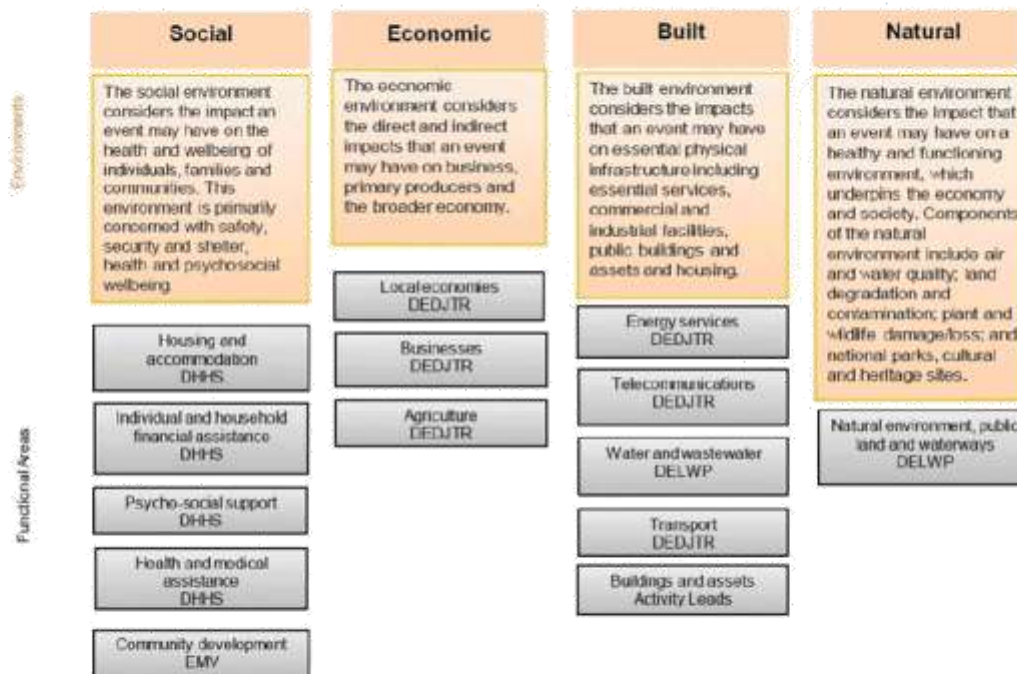 Social
Economic
Built
Natural
Environments
The social environment
considers the impact an
event may have on the
health and wellbeing of
individuals, families and
communities. This
environment is primarily
concerned with safety,
security and shelter,
health and psychosocial
wellbeing
The economic
environment considers
the direct and indirect
impacts that an event
may have on business,
primary producers and
the broader economy.
The built environment
considers the impacts
that an event may have
on essential physical
infrastructure including
essential services,
commercial and
industrial facilities,
public buildings and
assets and housing.
The natural environment
considers the impact that
an event may have on a
healthy and functioning
environment, which
underpins the economy
and society. Components
of the natural
environment include air
and water quality; land
degradation and
contamination; plant and
wildlife damage/loss; and
national parks, cultural
and heritage sites.
Functional Areas
Housing and
accommodation
DHHS
Individual and household
financial assistance
DHHS
Psycho-social support
DHHS
Health and medical
assistance
DHHS
Community development
EMV
Local economies
DEDJTR
Businesses
DEDJTR
Agriculture
DEDJTR
Energy services
DEDJTR
Telecommunications
DEDJTR
Water and wastewater
DELWP
Transport
DEDJTR
Buildings and assets
Activity Leads
Natural environment, public
land and waterways
DELWP